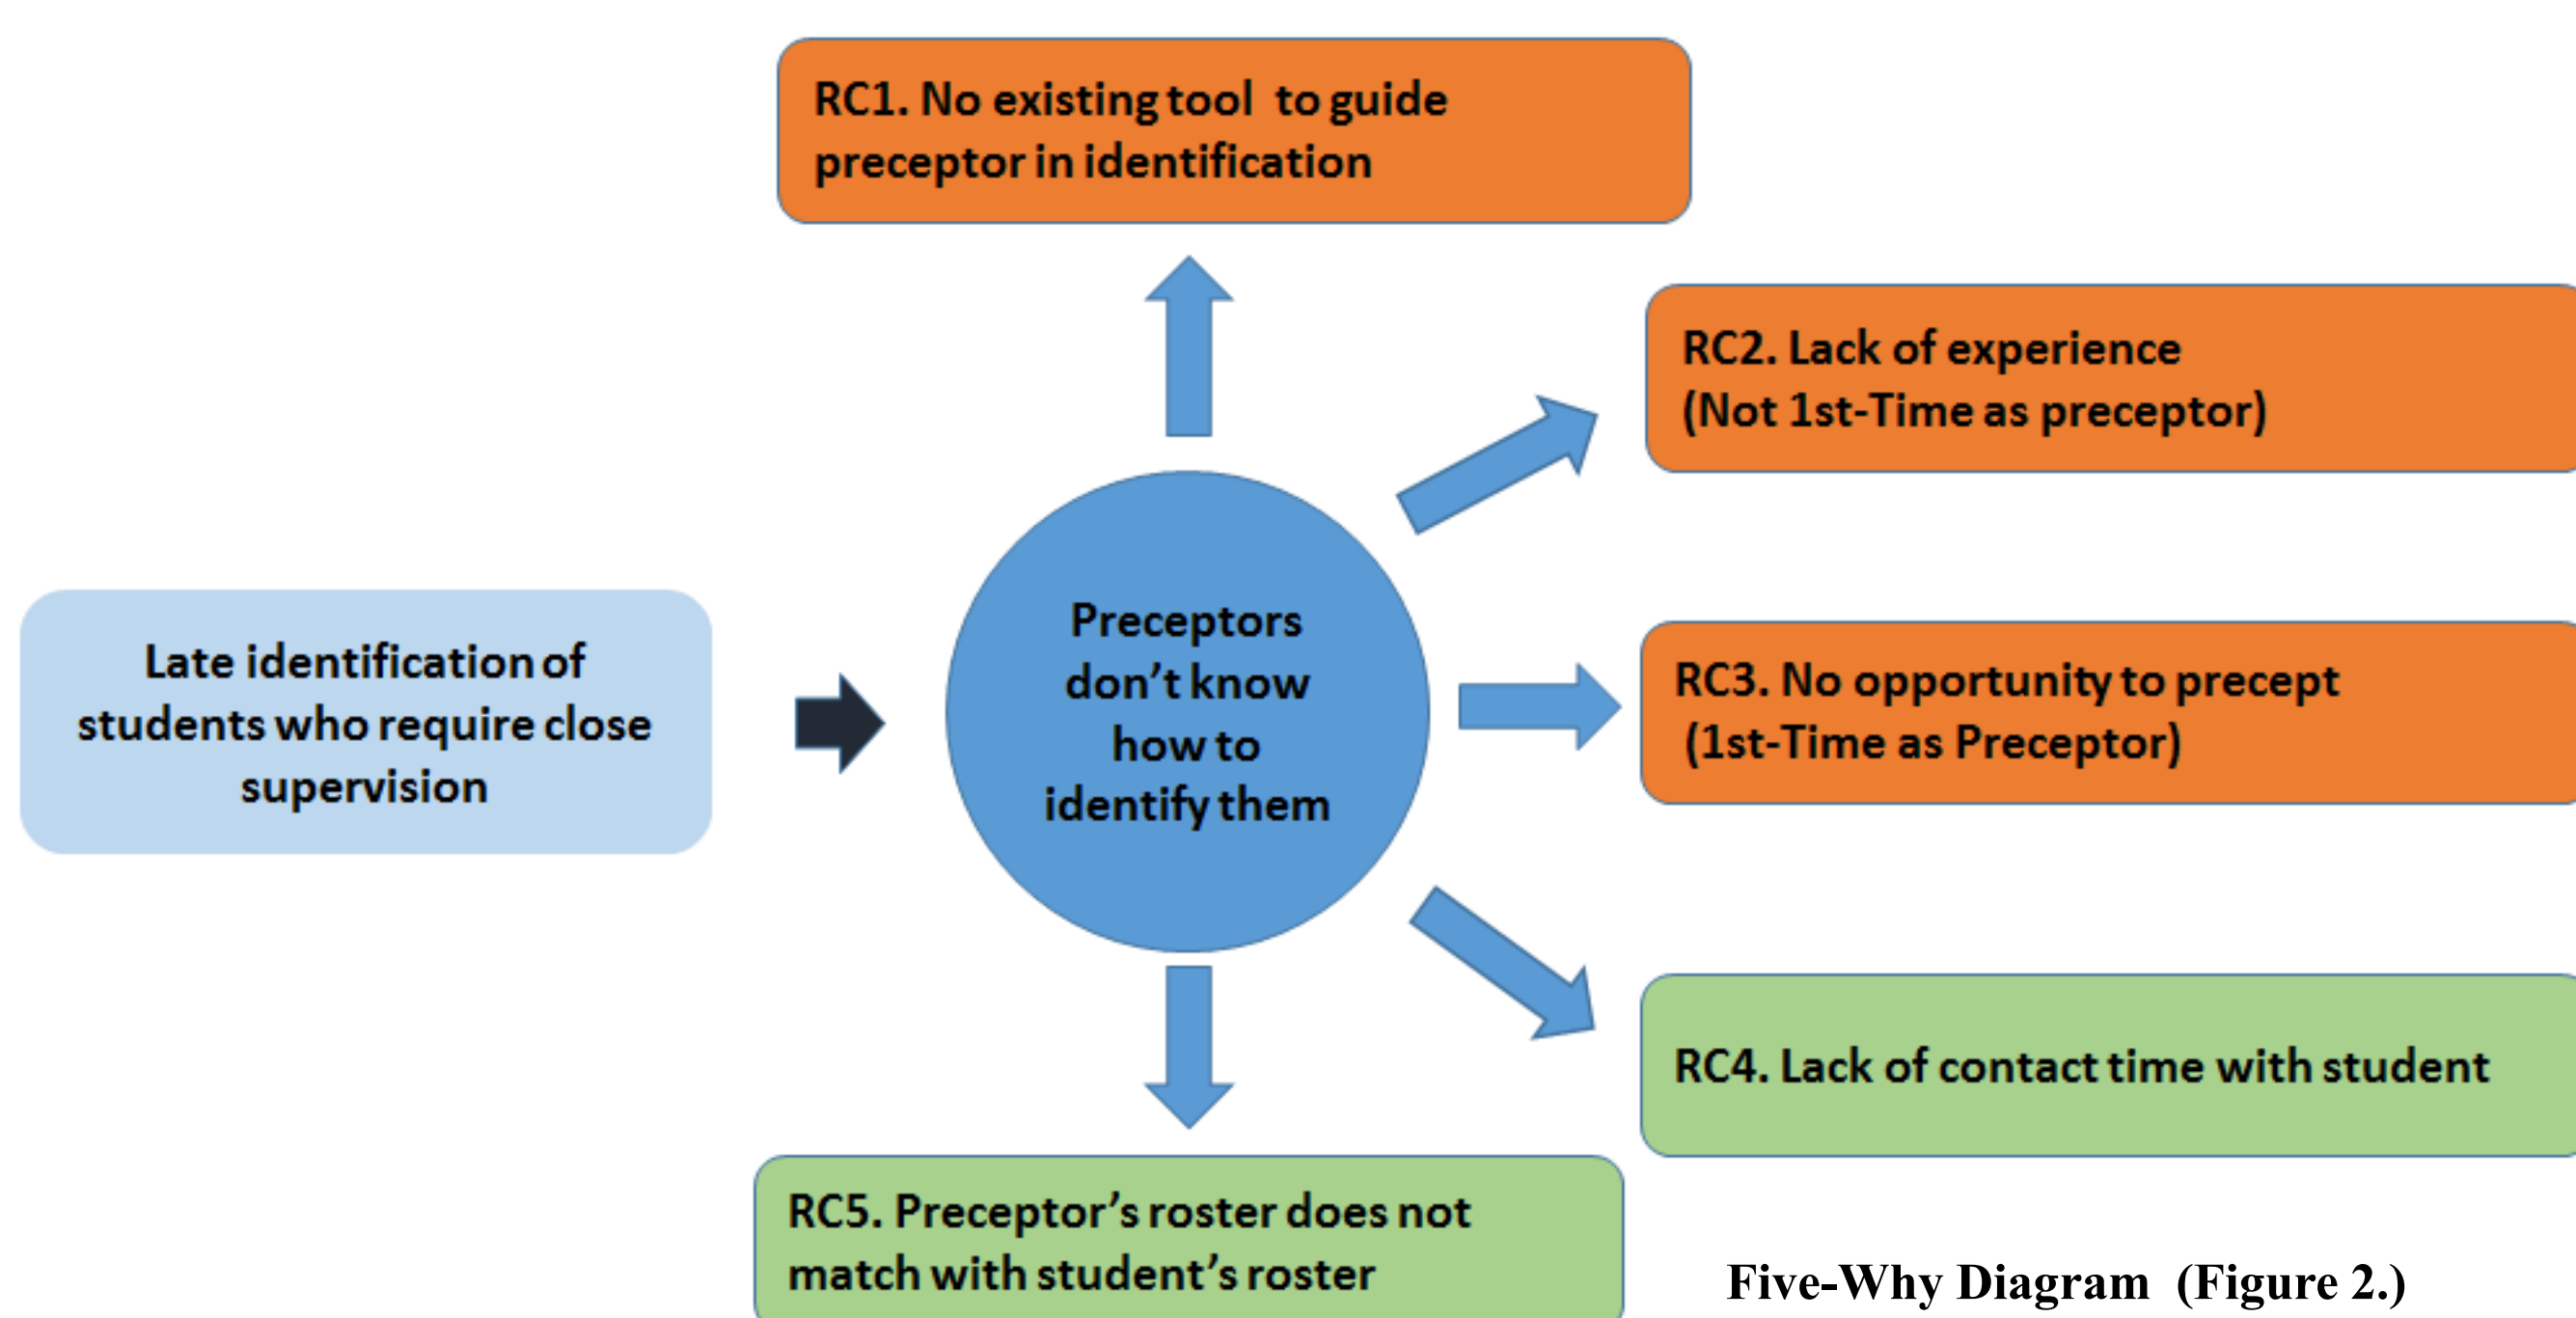 RC1. No existing tool to guide
preceptor in identification
RC2. Lack of experience
(Not 1st-Time as preceptor)
Late identification of
students who require close
supervision
Preceptors
don’t know
how to
identify them
RC3. No opportunity to precept
(1st-Time as Preceptor)
RC4. Lack of contact time with student
RC5. Preceptor’s roster does not
match with student’s roster
Five-Why Diagram (Figure 2.)